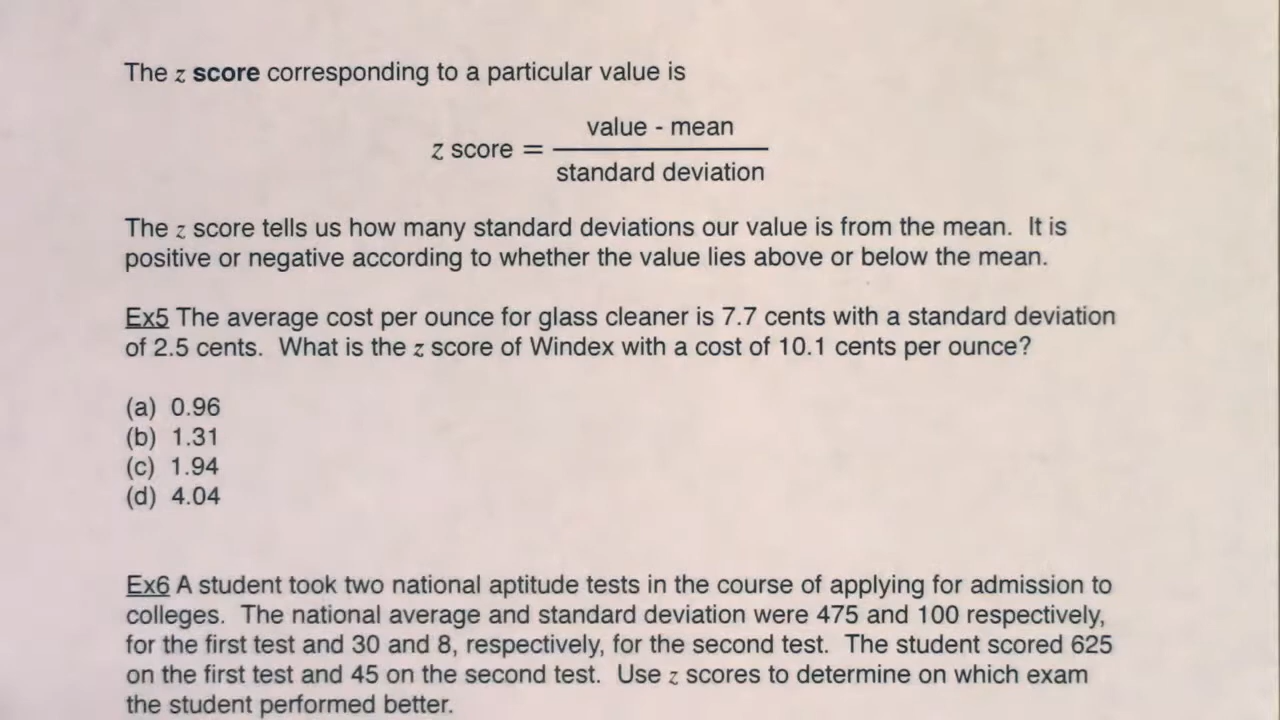 The z score corresponding to a particular value is
z score = value - mean / standard deviation
The z score tells us how many standard deviations our value is from the mean. It is
positive or negative according to whether the value lies above or below the mean.
Ex5 The average cost per ounce for glass cleaner is 7.7 cents with a standard deviation
of 2.5 cents. What is the z score of Windex with a cost of 10.1 cents per ounce?
(a) 0.96
(b) 1.31
(c) 1.94
(d) 4.04
Ex6 A student took two national aptitude tests in the course of applying for admission to
colleges. The national average and standard deviation were 475 and 100 respectively,
for the first test and 30 and 8, respectively, for the second test. The student scored 625
on the first test and 45 on the second test. Use z scores to determine on which exam
the student performed better.